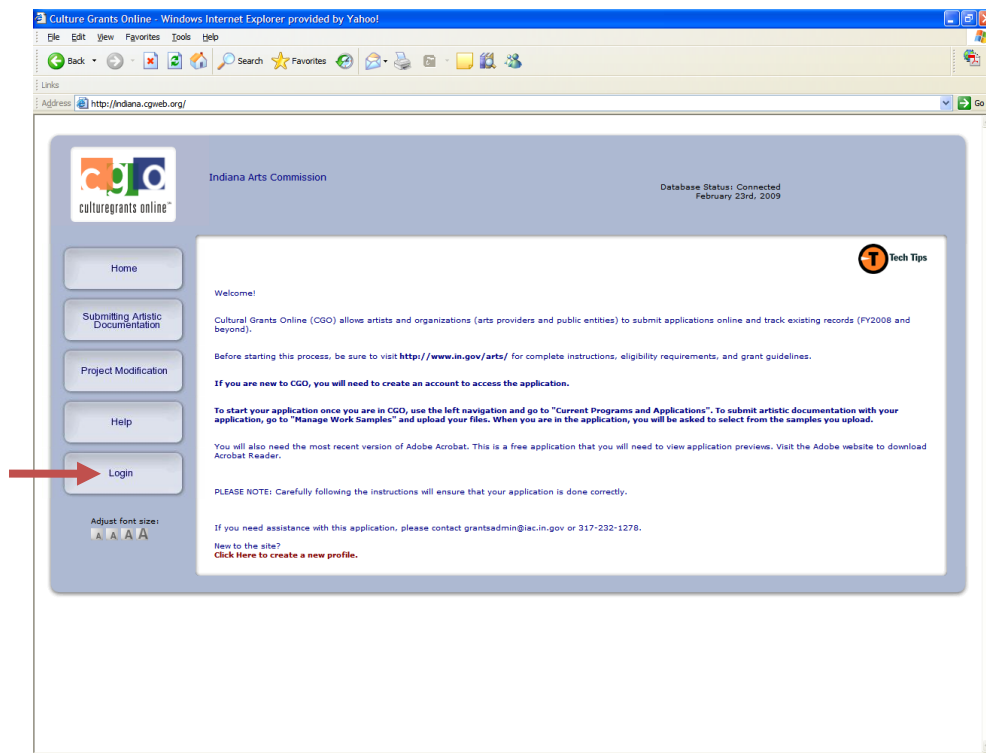 Culture Grants Online - Windows Internet Explorer provided by Yahoo!
File Edit View Favorites Tools Help
Back Search Favorites
Links
Address http://indiana.cgweb.org/ Go
cgo
culturegrants online™
Indiana Arts Commission
Database Status: Connected
February 23rd, 2009
Tech Tips
Home
Submitting Artistic
Documentation
Project Modification
Help
Login
Adjust font size:
A A A A
Welcome!
Cultural Grants Online (CGO) allows artists and organizations (arts providers and public entities) to submit applications online and track existing records (FY2008 and
beyond).
Before starting this process, be sure to visit http://www.in.gov/arts/ for complete instructions, eligibility requirements, and grant guidelines.
If you are new to CGO, you will need to create an account to access the application.
To start your application once you are in CGO, use the left navigation and go to "Current Programs and Applications". To submit artistic documentation with your
application, go to "Manage Work Samples" and upload your files. When you are in the application, you will be asked to select from the samples you upload.
You will also need the most recent version of Adobe Acrobat. This is a free application that you will need to view application previews. Visit the Adobe website to download
Acrobat Reader.
PLEASE NOTE: Carefully following the instructions will ensure that your application is done correctly.
If you need assistance with this application, please contact grantsadmin@iac.in.gov or 317-232-1278.
New to the site?
Click Here to create a new profile.